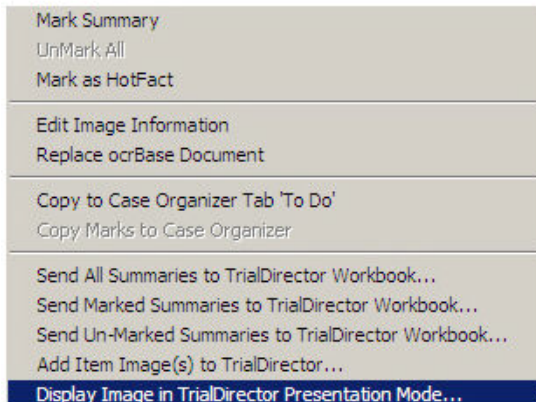 Mark Summary
UnMark All
Mark as HotFact
Edit Image Information
Replace ocrBase Document
Copy to Case Organizer Tab 'To Do'
Copy Marks to Case Organizer
Send All Summaries to TrialDirector Workbook...
Send Marked Summaries to TrialDirector Workbook...
Send Un-Marked Summaries to TrialDirector Workbook...
Add Item Image(s) to TrialDirector...
Display Image in TrialDirector Presentation Mode...